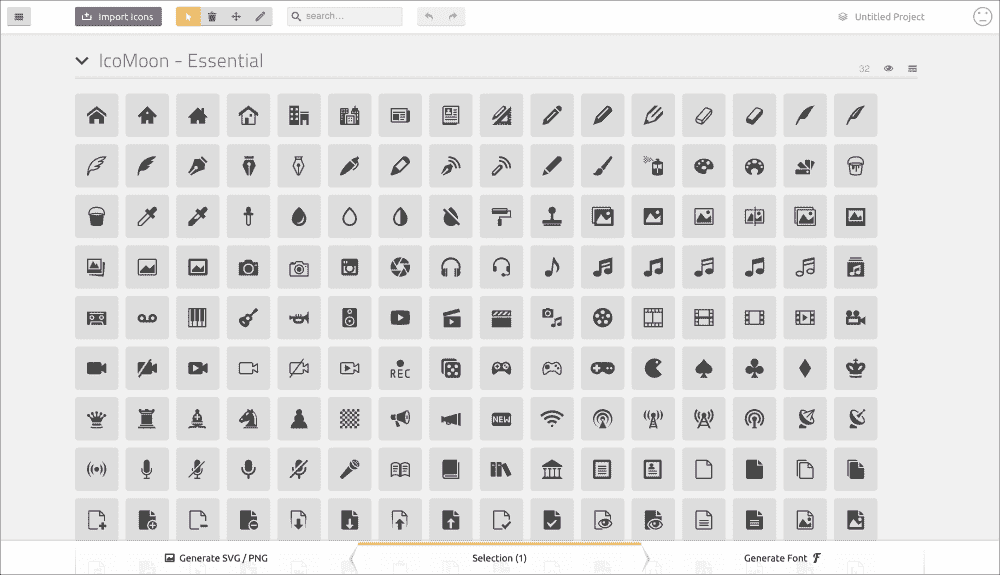 Import Icons
search...
Untitled Project
IcoMoon - Essential
32
REC
NEW
Generate SVG / PNG
Selection (1)
Generate Font